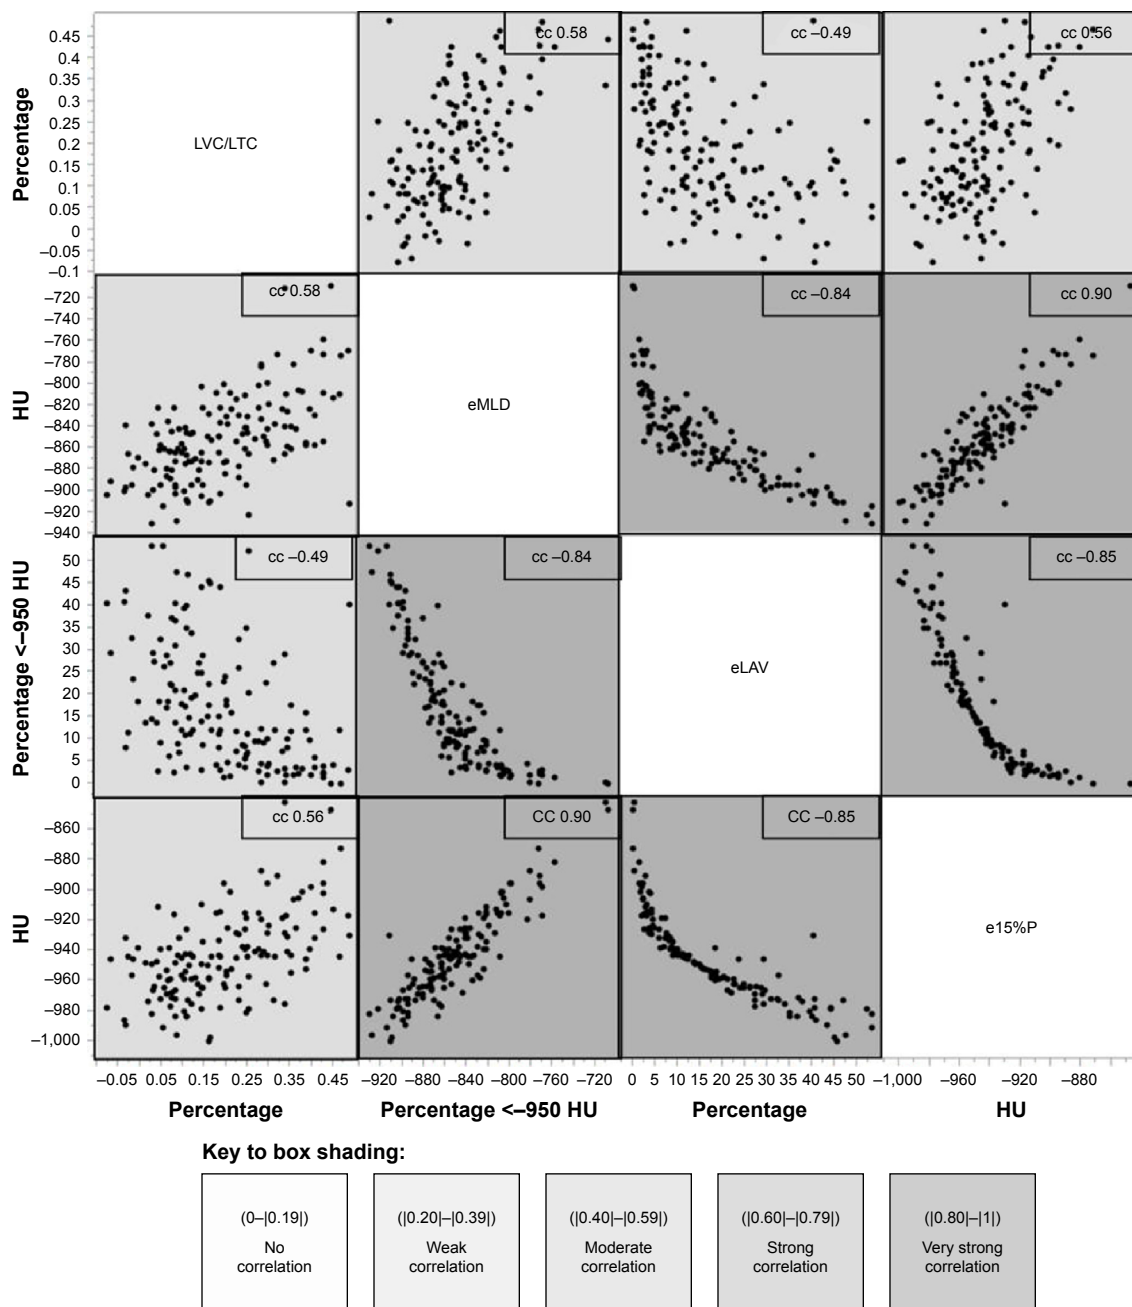 0.45
0.4
0.35
0.3
0.25
0.2
0.15
0.1
0.05
0
–0.05
–0.1
Percentage
LVC/LTC
cc 0.58
cc –0.49
cc 0.56
–720
–740
–760
–780
–800
–820
–840
–860
–880
–900
–920
–940
HU
cc 0.58
eMLD
cc –0.84
cc 0.90
50
45
40
35
30
25
20
15
10
5
0
Percentage <–950 HU
cc –0.49
cc –0.84
eLAV
cc –0.85
–860
–880
–900
–920
–940
–960
–980
–1,000
HU
cc 0.56
CC 0.90
CC –0.85
e15%P
–0.05 0.05 0.15 0.25 0.35 0.45
–920 –880 –840 –800 –760 –720
0 5 10 15 20 25 30 35 40 45 50
–1,000 –960 –920 –880
Percentage
Percentage <–950 HU
Percentage
HU
Key to box shading:
(0–|0.19|)
No
correlation
(|0.20|–|0.39|)
Weak
correlation
(|0.40|–|0.59|)
Moderate
correlation
(|0.60|–|0.79|)
Strong
correlation
(|0.80|–|1|)
Very strong
correlation